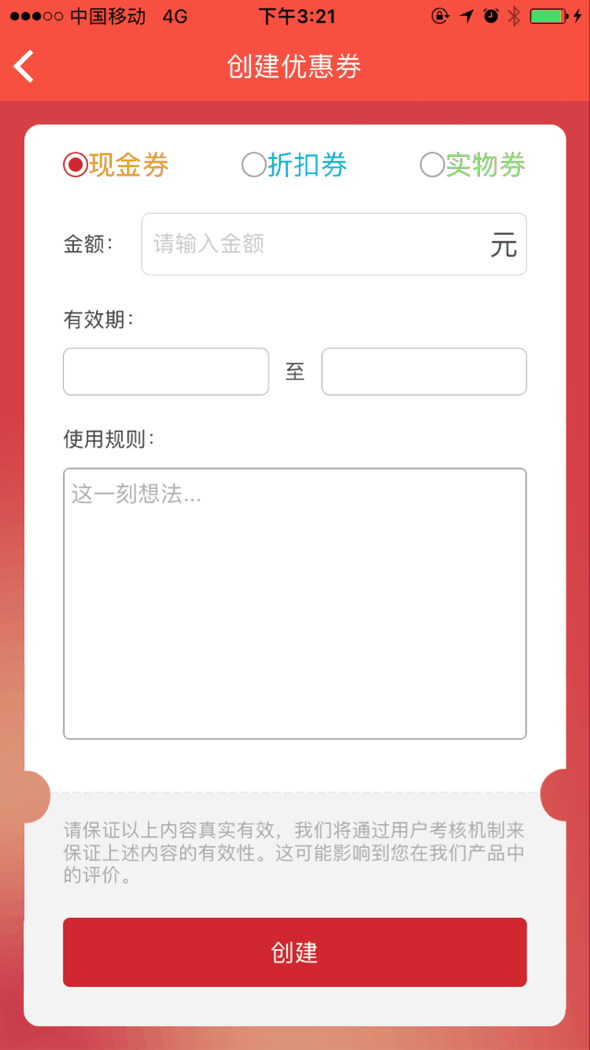 中国移动 4G 下午3:21
创建优惠券
现金券 折扣券 实物券
金额： 请输入金额 元
有效期：
至
使用规则：
这一刻想法...
请保证以上内容真实有效，我们将通过用户考核机制来
保证上述内容的有效性。这可能影响到您在我们产品中
的评价。
创建